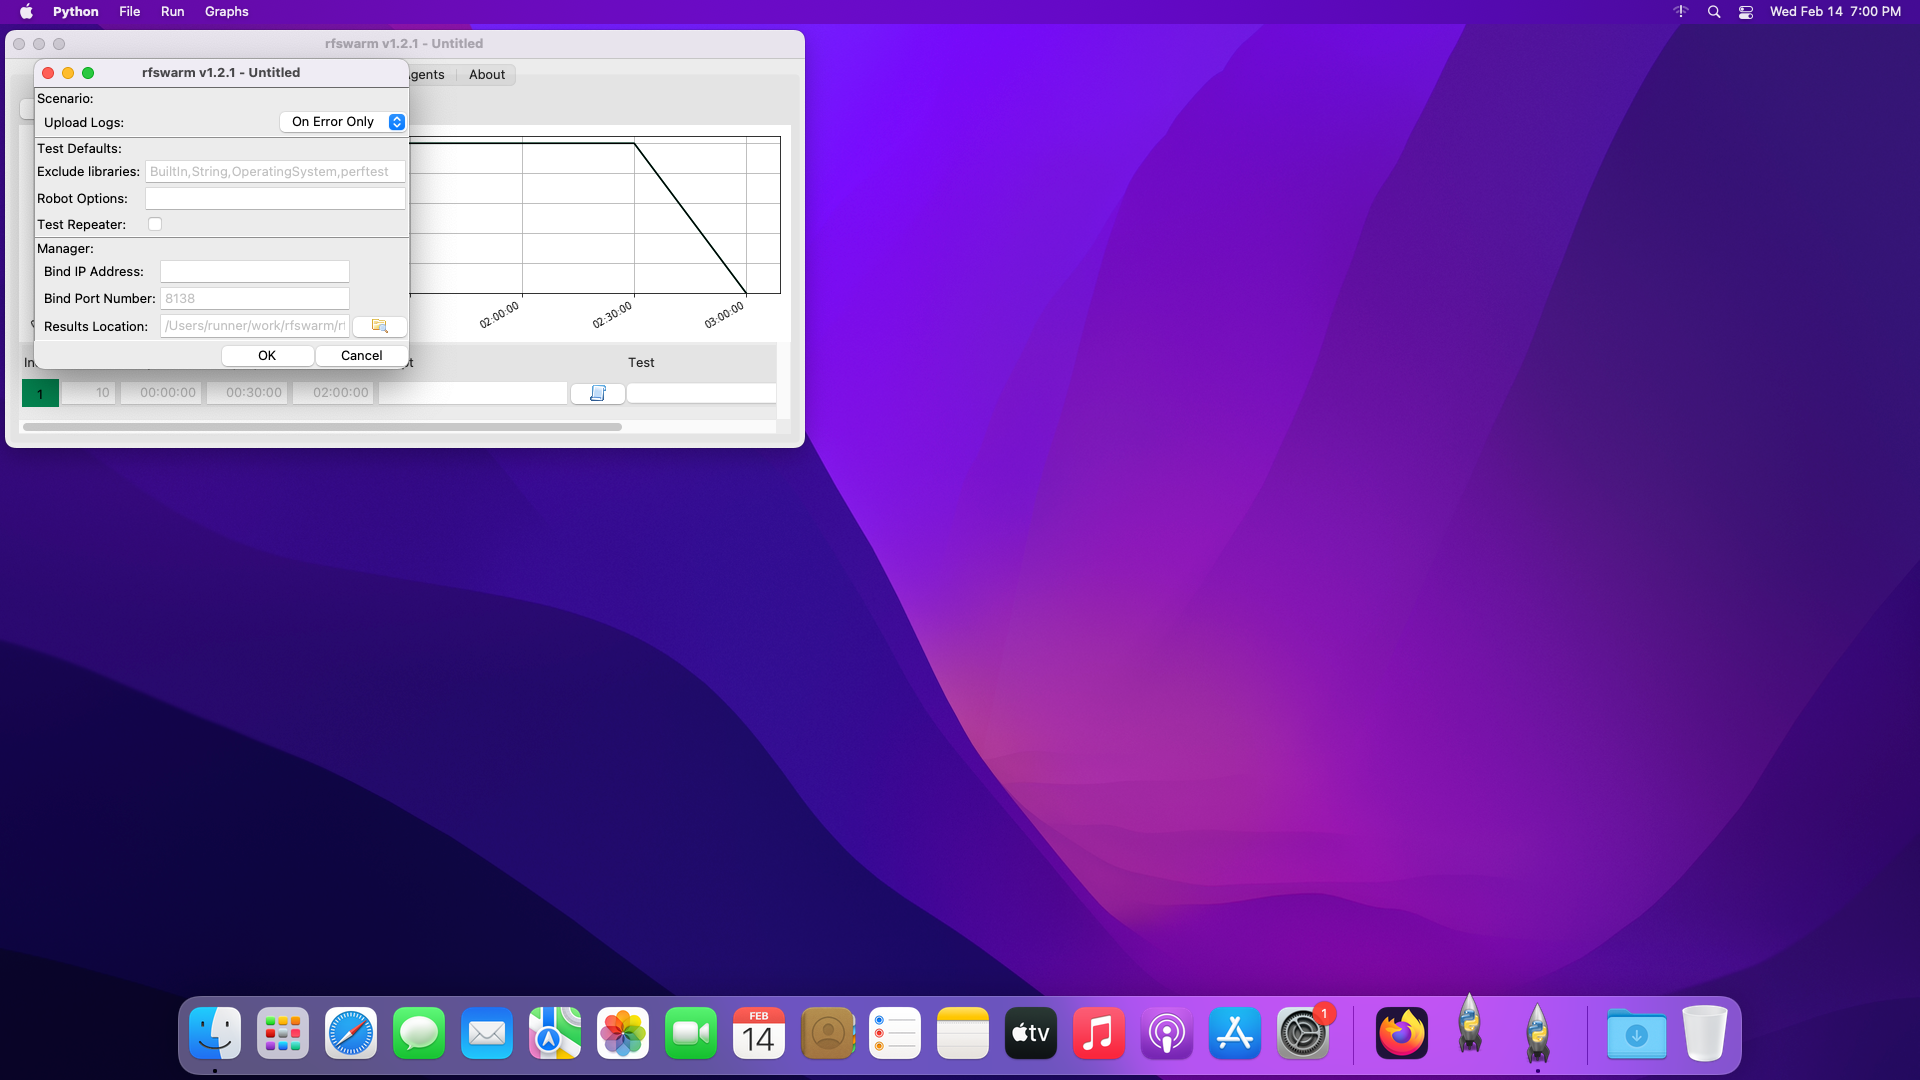 Python File Run Graphs
Wed Feb 14 7:00 PM
rfswarm v1.2.1 - Untitled
rfswarm v1.2.1 - Untitled
About
Scenario:
Upload Logs: On Error Only
Test Defaults:
Exclude libraries: BuiltIn,String,OperatingSystem,perftest
Robot Options:
Test Repeater:
Manager:
Bind IP Address:
Bind Port Number: 8138
Results Location: /Users/runner/work/rfswarm/rf
OK Cancel
02:00:00 02:30:00 03:00:00
Test
1 10 00:00:00 00:30:00 02:00:00
FEB
14
tv
1